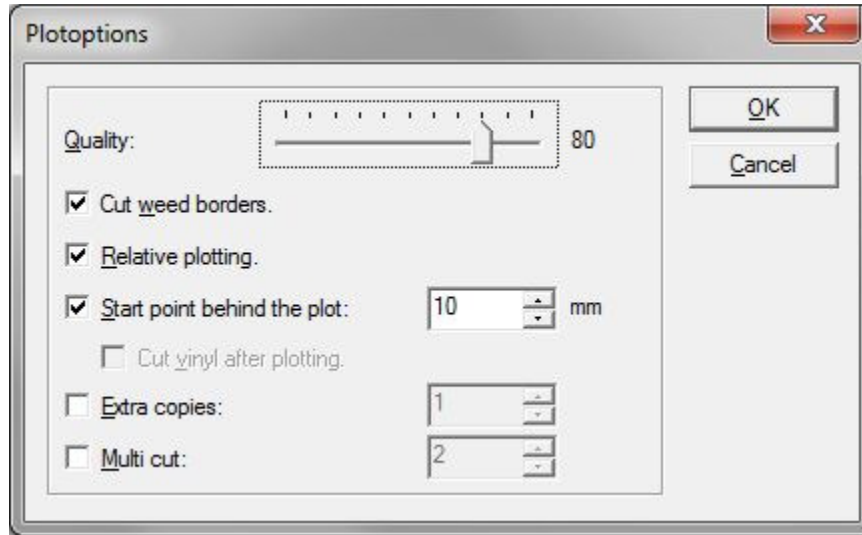 Plotoptions
Quality: 80
OK
Cancel
Cut weed borders.
Relative plotting.
Start point behind the plot: 10 mm
Cut vinyl after plotting.
Extra copies: 1
Multi cut: 2